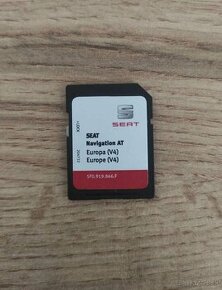 SEAT
SEAT
Navigation AT
Europa (V4)
Europe (V4)
5F0.919.866.F